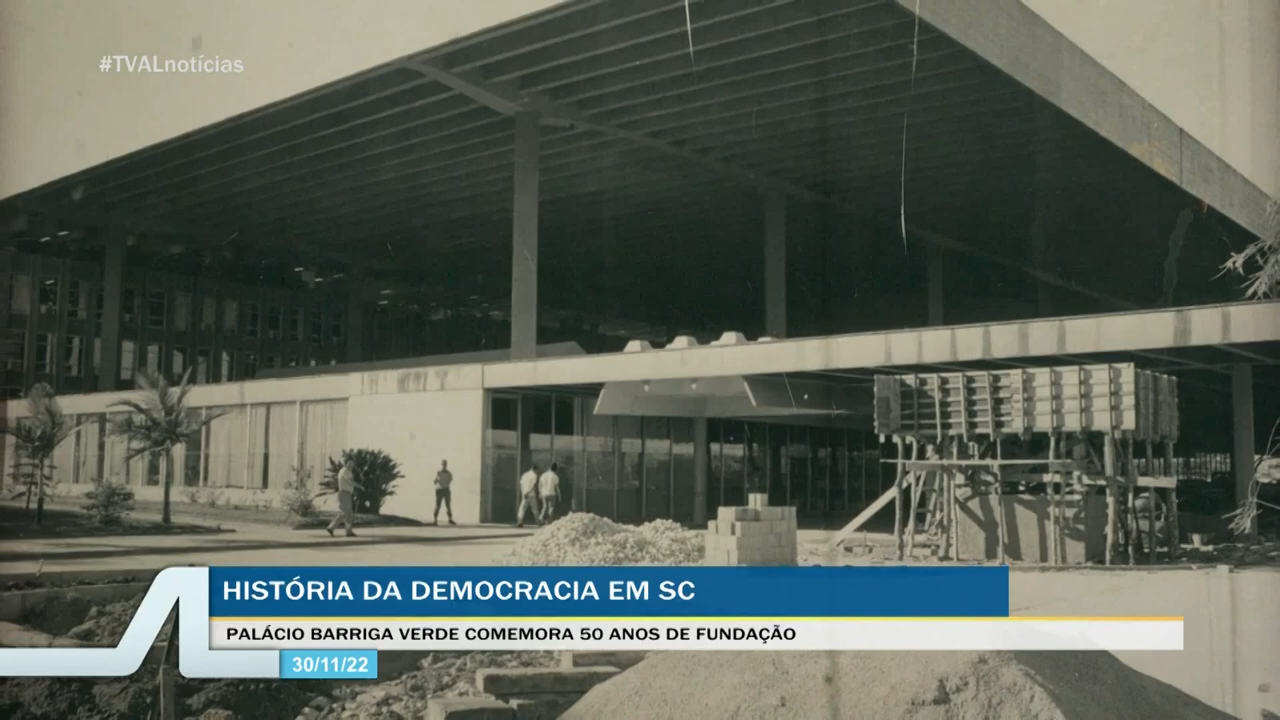 #TVALnotícias
HISTÓRIA DA DEMOCRACIA EM SC
PALÁCIO BARRIGA VERDE COMEMORA 50 ANOS DE FUNDAÇÃO
30/11/22